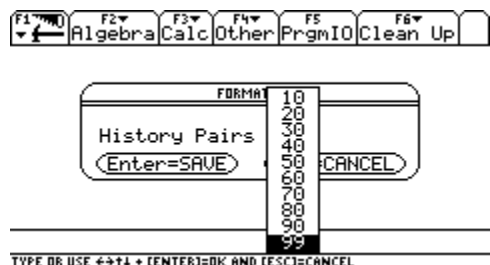 F1 F2 F3 F4 F5 F6
Algebra Calc Other PrgmIO Clean Up
FORMAT
10
20
History Pairs 30
40
Enter=SAVE 50 =CANCEL
60
70
80
90
99
TYPE OR USE ←→↑↓ + [ENTER]=OK AND [ESC]=CANCEL